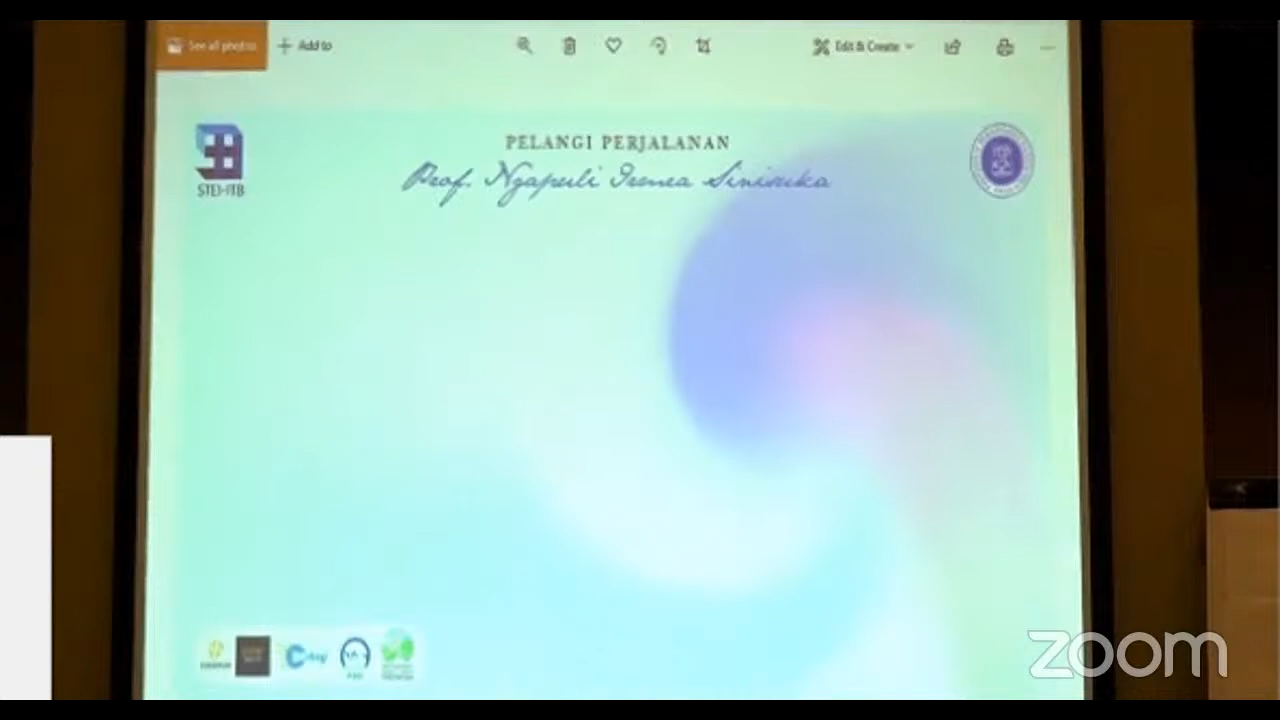 See all photos
Add to
Edit & Create
PELANGI PERJALANAN
Prof. Ngapuli Irmea Sinisuka
STEI-ITB
zoom